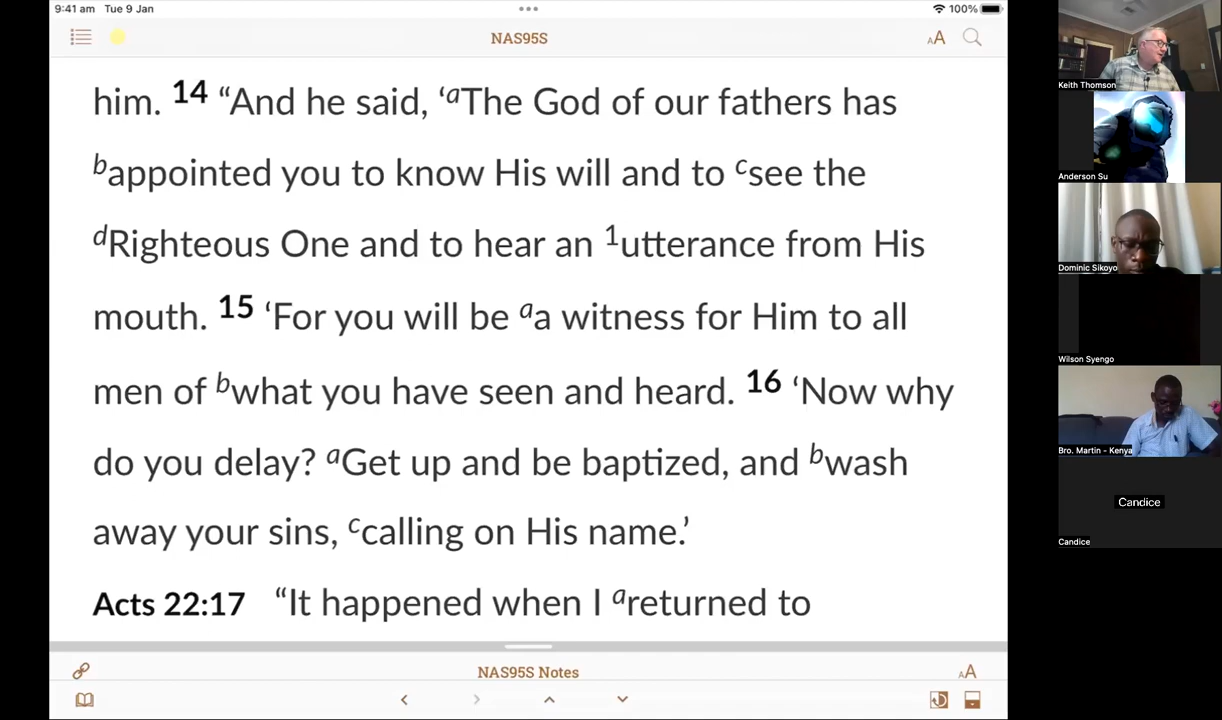 9:41 am Tue 9 Jan
100%
NAS95S
AA
him. 14 “And he said, ‘aThe God of our fathers has
bappointed you to know His will and to csee the
dRighteous One and to hear an 1utterance from His
mouth. 15 ‘For you will be aa witness for Him to all
men of bwhat you have seen and heard. 16 ‘Now why
do you delay? aGet up and be baptized, and bwash
away your sins, ccalling on His name.’
Acts 22:17 “It happened when I areturned to
NAS95S Notes
AA
Keith Thomson
Anderson Su
Dominic Sikoyo
Wilson Syengo
Bro. Martin - Kenya
Candice
Candice